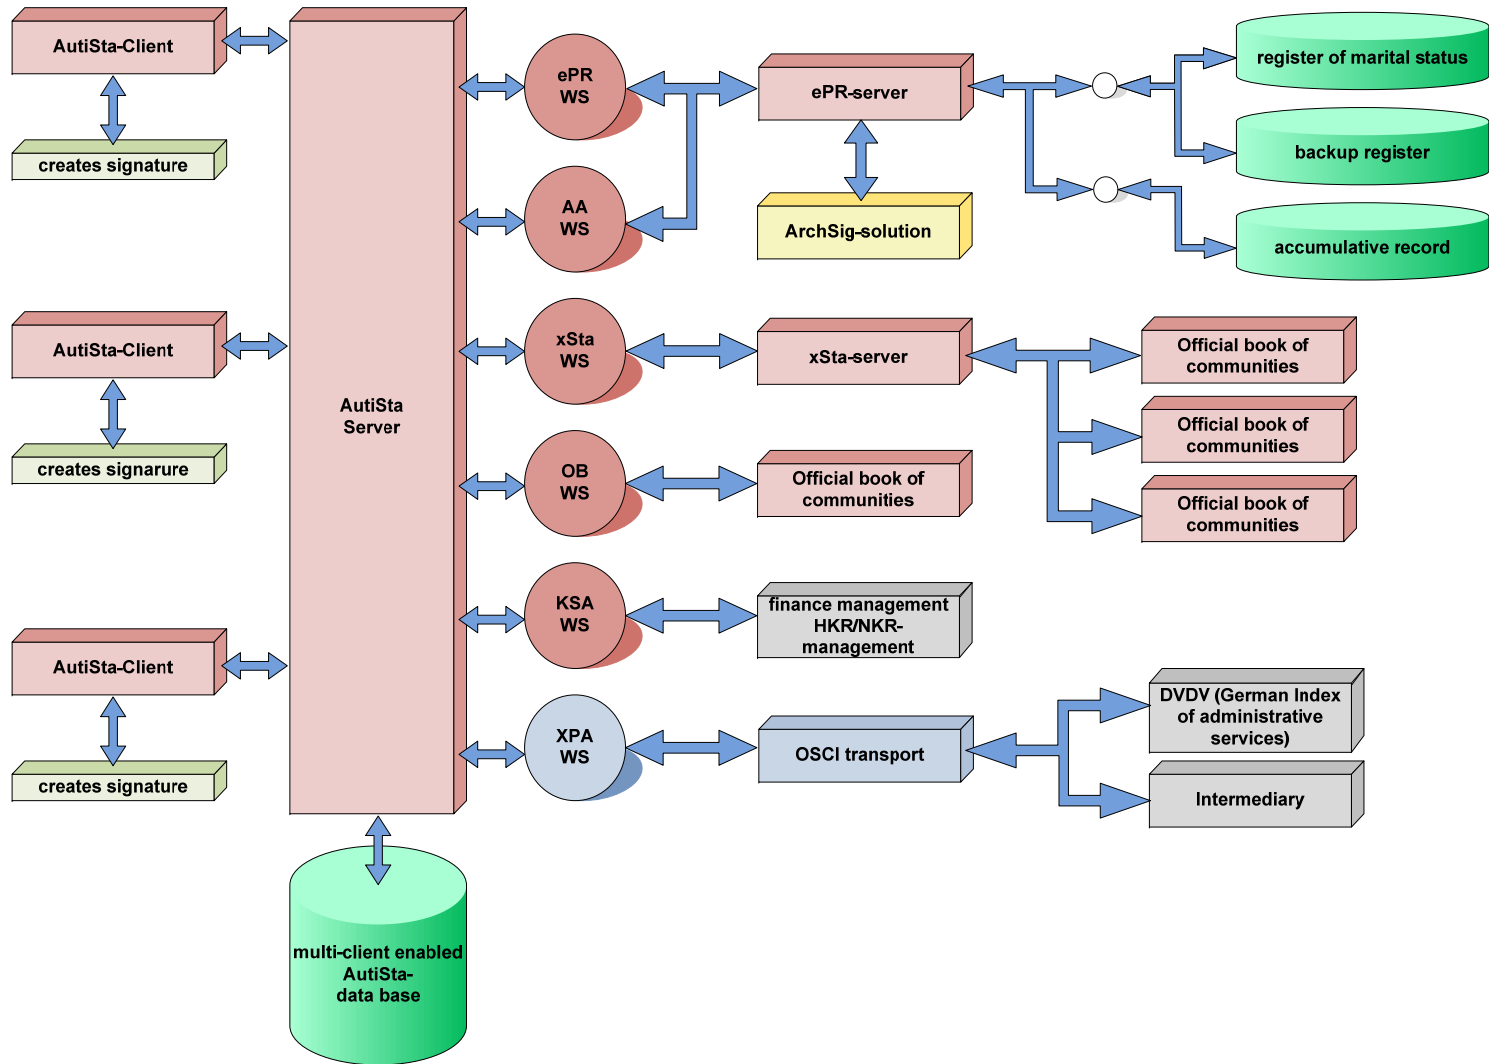 AutiSta-Client
creates signature
AutiSta-Client
creates signarure
AutiSta-Client
creates signature
AutiSta
Server
multi-client enabled
AutiSta-
data base
ePR
WS
AA
WS
xSta
WS
OB
WS
KSA
WS
XPA
WS
ePR-server
ArchSig-solution
xSta-server
Official book of
communities
finance management
HKR/NKR-
management
OSCI transport
register of marital status
backup register
accumulative record
Official book of
communities
Official book of
communities
Official book of
communities
DVDV (German Index
of administrative
services)
Intermediary